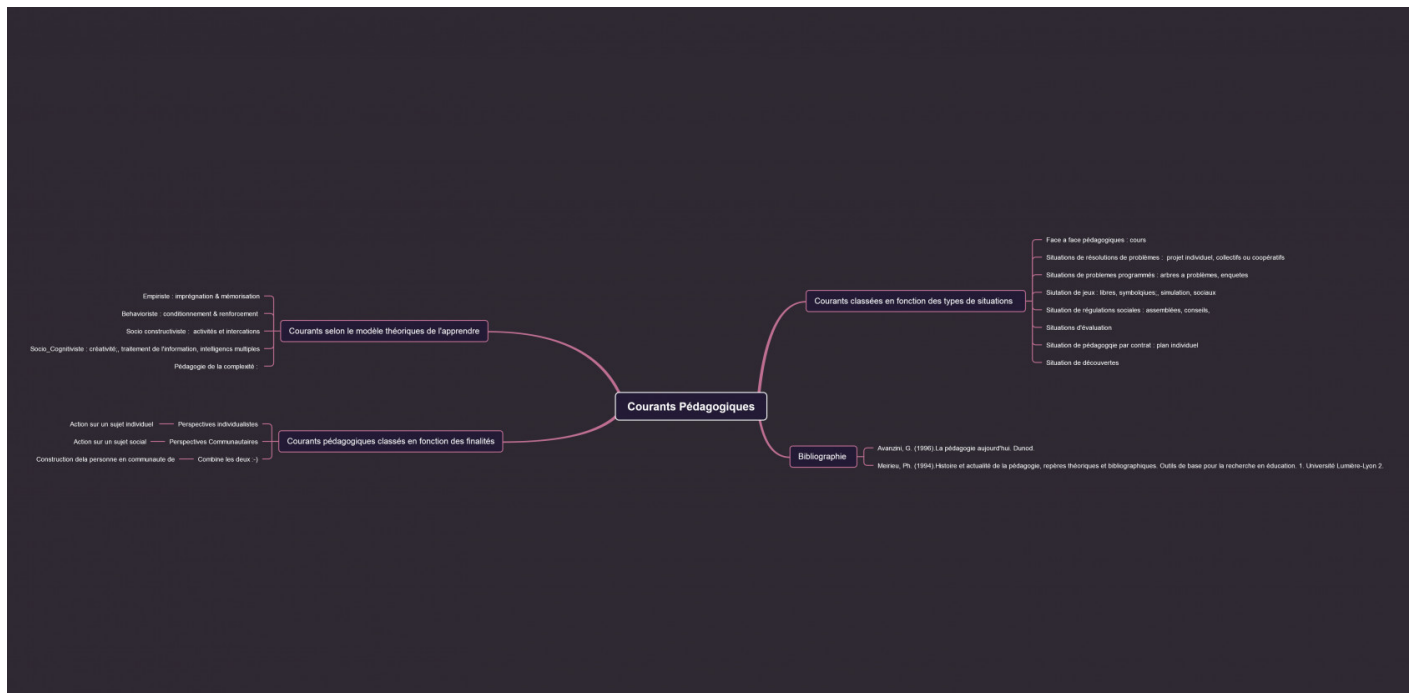 Courants Pédagogiques
Courants classées en fonction des types de situations
Face a face pédagogiques : cours
Situations de résolutions de problèmes : projet individuel, collectifs ou coopératifs
Situations de problemes programmés : arbres a problèmes, enquetes
Siutation de jeux : libres, symbolqiques;, simulation, sociaux
Situation de régulations sociales : assemblées, conseils,
Situations d'évaluation
Situation de pédagogqie par contrat : plan individuel
Situation de découvertes
Bibliographie
Avanzini, G. (1996).La pédagogie aujourd'hui. Dunod.
Meirieu, Ph. (1994).Histoire et actualité de la pédagogie, repères théoriques et bibliographiques. Outils de base pour la recherche en éducation. 1. Université Lumière-Lyon 2.
Courants selon le modèle théoriques de l'apprendre
Empiriste : imprégnation & mémorisation
Behavioriste : conditionnement & renforcement
Socio constructiviste : activités et intercations
Socio_Cognitiviste : créativité;, traitement de l'information, intelligencs multiples
Pédagogie de la complexité :
Courants pédagogiques classés en fonction des finalités
Perspectives individualistes
Action sur un sujet individuel
Perspectives Communautaires
Action sur un sujet social
Combine les deux :-)
Construction dela personne en communaute de